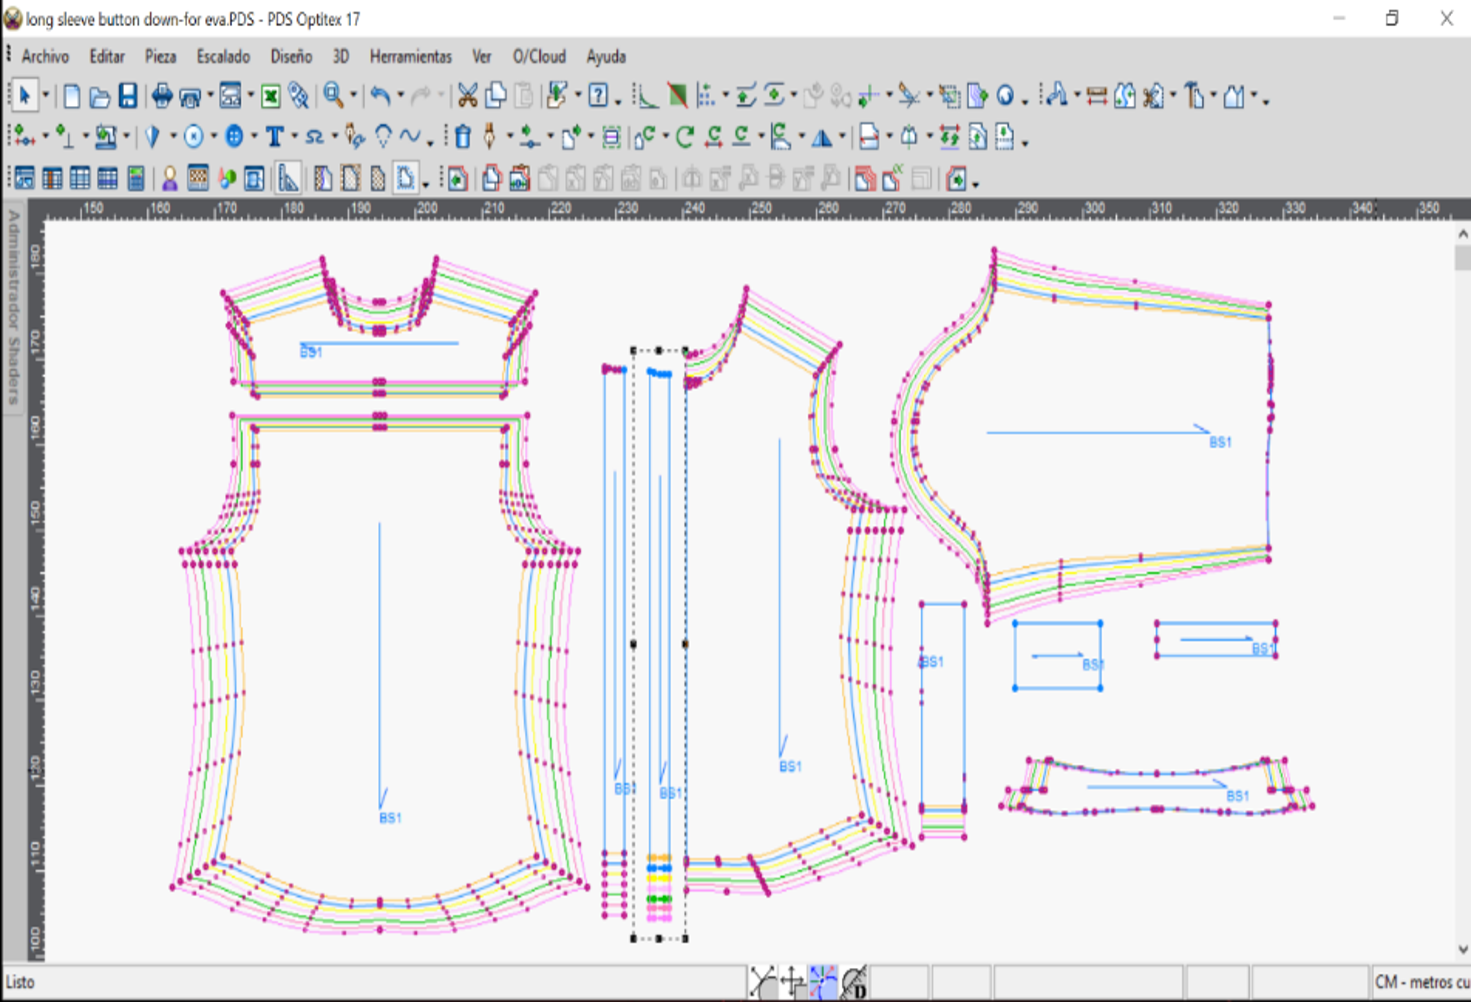 long sleeve button down-for eva.PDS - PDS Optitex 17
Archivo Editar Pieza Escalado Diseño 3D Herramientas Ver O/Cloud Ayuda
150 160 170 180 190 200 210 220 230 240 250 260 270 280 290 300 310 320 330 340 350
Administrador Shaders
180
170
160
150
140
130
120
110
100
BS1
BS1
BS1
BS1
BS1
BS1
BS1
BS1
BS1
BS1
BS1
D
Listo
CM - metros cu